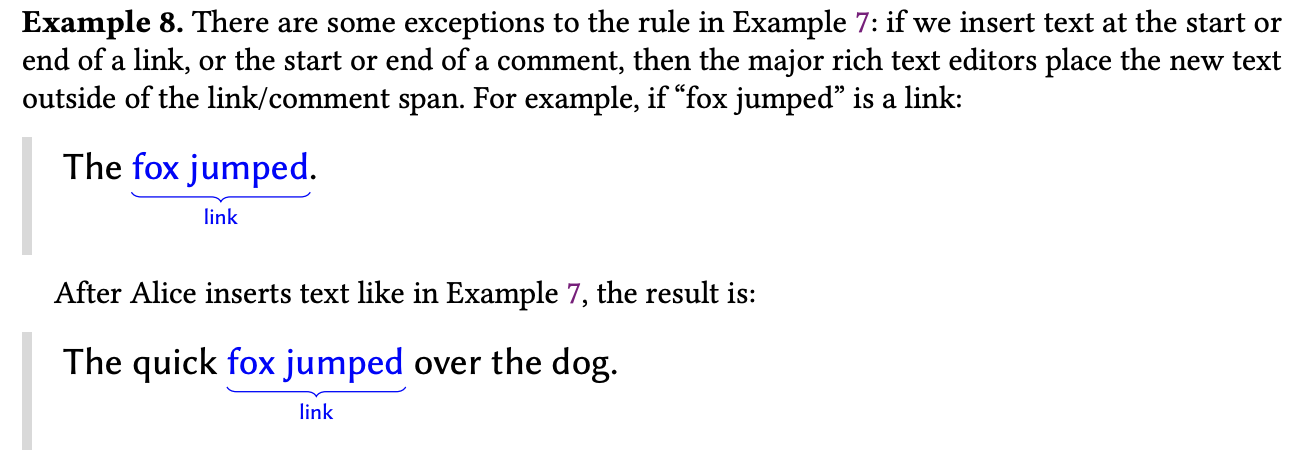 Example 8. There are some exceptions to the rule in Example 7: if we insert text at the start or
end of a link, or the start or end of a comment, then the major rich text editors place the new text
outside of the link/comment span. For example, if “fox jumped” is a link:
The fox jumped.
link
After Alice inserts text like in Example 7, the result is:
The quick fox jumped over the dog.
link